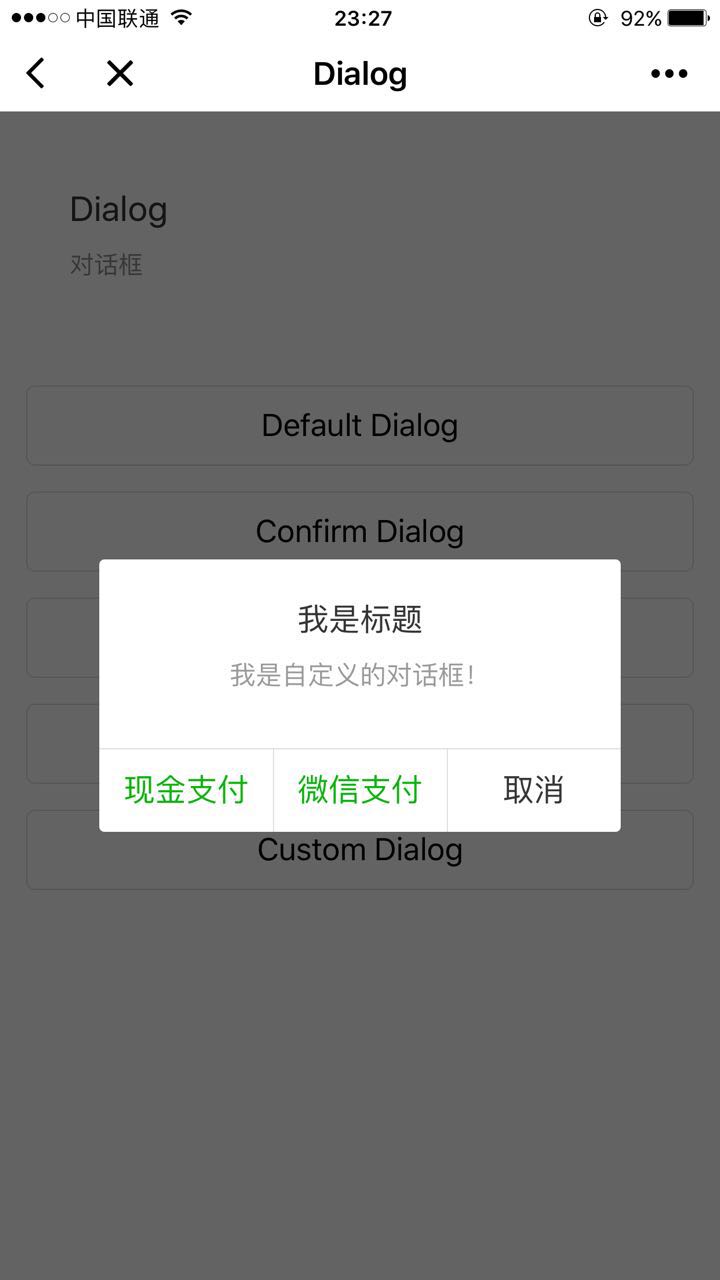 中国联通 23:27 92%
Dialog
Dialog
对话框
Default Dialog
Confirm Dialog
我是标题
我是自定义的对话框！
现金支付 微信支付 取消
Custom Dialog